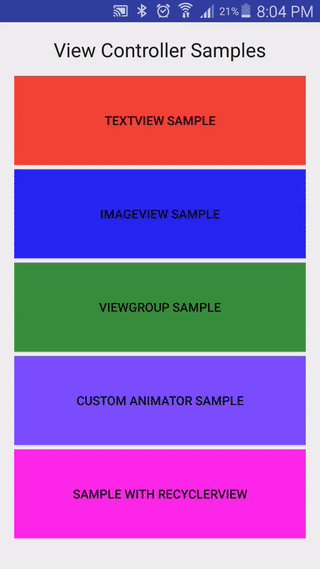 21% 8:04 PM
View Controller Samples
TEXTVIEW SAMPLE
IMAGEVIEW SAMPLE
VIEWGROUP SAMPLE
CUSTOM ANIMATOR SAMPLE
SAMPLE WITH RECYCLERVIEW